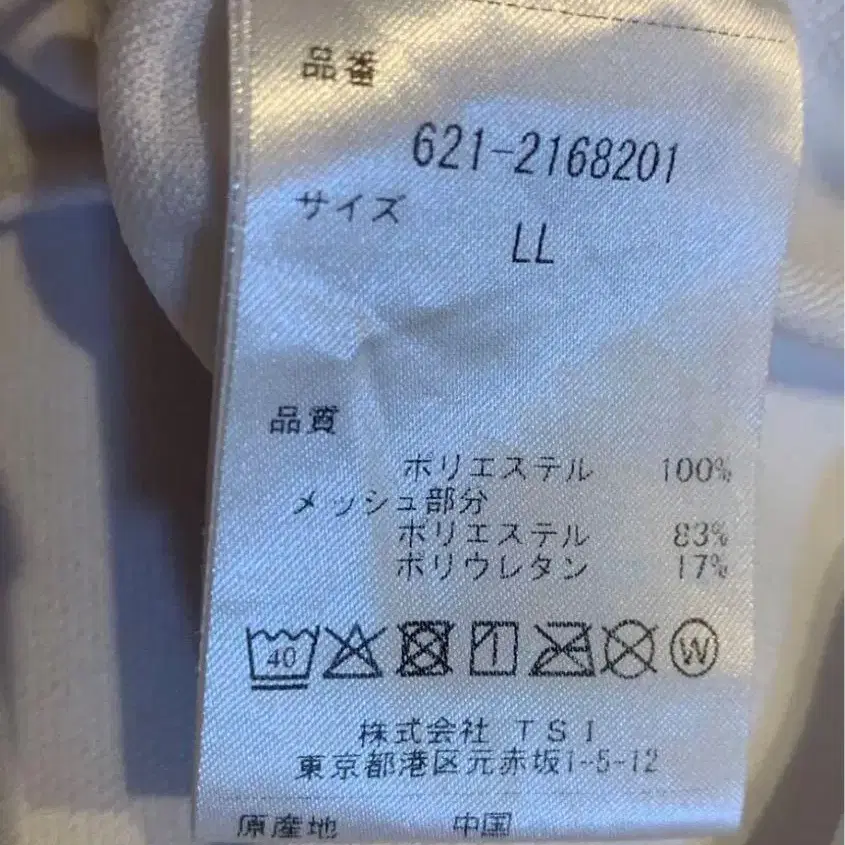 品番
621-2168201
サイズ
LL
品質
ポリエステル 100%
メッシュ部分
ポリエステル 83%
ポリウレタン 17%
40 W
株式会社 TSI
東京都港区元赤坂1-5-12
原産地 中国